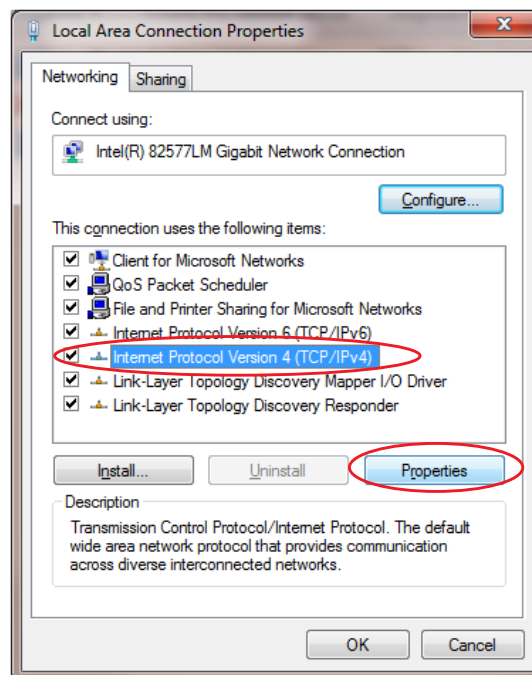 Local Area Connection Properties
Networking
Sharing
Connect using:
Intel(R) 82577LM Gigabit Network Connection
Configure...
This connection uses the following items:
Client for Microsoft Networks
QoS Packet Scheduler
File and Printer Sharing for Microsoft Networks
Internet Protocol Version 6 (TCP/IPv6)
Internet Protocol Version 4 (TCP/IPv4)
Link-Layer Topology Discovery Mapper I/O Driver
Link-Layer Topology Discovery Responder
Install...
Uninstall
Properties
Description
Transmission Control Protocol/Internet Protocol. The default
wide area network protocol that provides communication
across diverse interconnected networks.
OK
Cancel